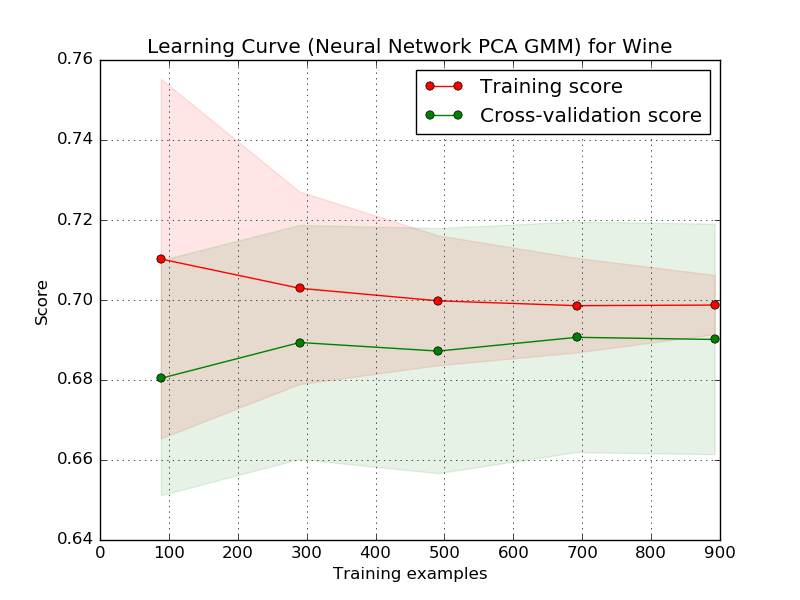 Learning Curve (Neural Network PCA GMM) for Wine
0.76
0.74
0.72
0.70
0.68
0.66
0.64
Score
Training score
Cross-validation score
0 100 200 300 400 500 600 700 800 900
Training examples